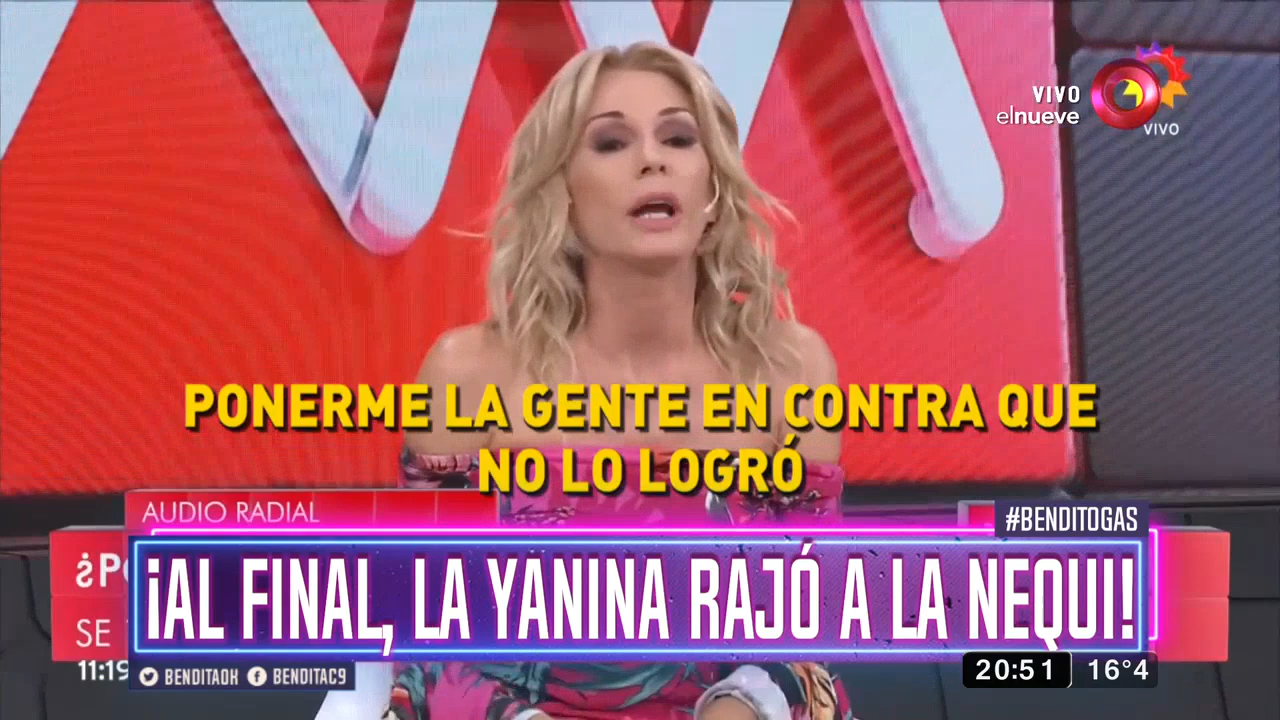 VIVO
elnueve
VIVO
PONERME LA GENTE EN CONTRA QUE
NO LO LOGRÓ
AUDIO RADIAL
#BENDITOGAS
¿P
¡AL FINAL, LA YANINA RAJÓ A LA NEQUI!
SE
11:19
BENDITAOK
BENDITAC9
20:51
16°4